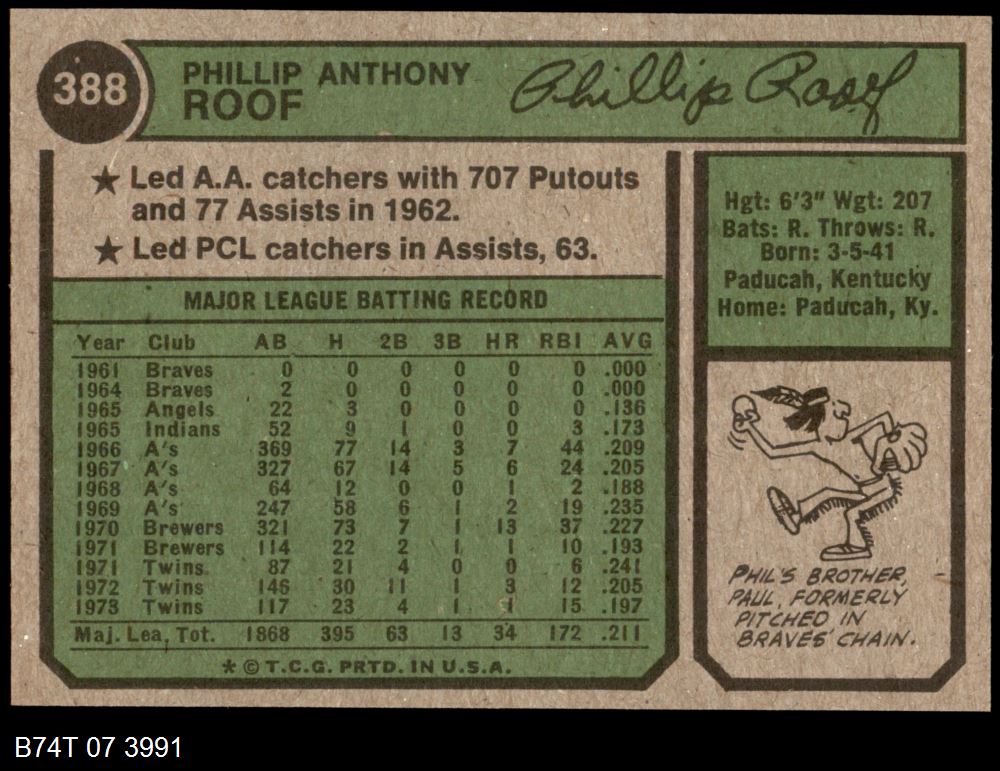 388
PHILLIP ANTHONY
ROOF
Phillip Roof
★ Led A.A. catchers with 707 Putouts
and 77 Assists in 1962.
★ Led PCL catchers in Assists, 63.
MAJOR LEAGUE BATTING RECORD
Year Club AB H 2B 3B HR RBI AVG
1961 Braves 0 0 0 0 0 0 .000
1964 Braves 2 0 0 0 0 0 .000
1965 Angels 22 3 0 0 0 0 .136
1965 Indians 52 9 1 0 0 3 .173
1966 A's 369 77 14 3 7 44 .209
1967 A's 327 67 14 5 6 24 .205
1968 A's 64 12 0 0 1 2 .188
1969 A's 247 58 6 1 2 19 .235
1970 Brewers 321 73 7 1 13 37 .227
1971 Brewers 114 22 2 1 1 10 .193
1971 Twins 87 21 4 0 0 6 .241
1972 Twins 146 30 11 1 3 12 .205
1973 Twins 117 23 4 1 1 15 .197
Maj. Lea. Tot. 1868 395 63 13 34 172 .211
* © T.C.G. PRTD. IN U.S.A.
Hgt: 6'3" Wgt: 207
Bats: R. Throws: R.
Born: 3-5-41
Paducah, Kentucky
Home: Paducah, Ky.
PHIL'S BROTHER,
PAUL, FORMERLY
PITCHED IN
BRAVES' CHAIN.
B74T 07 3991